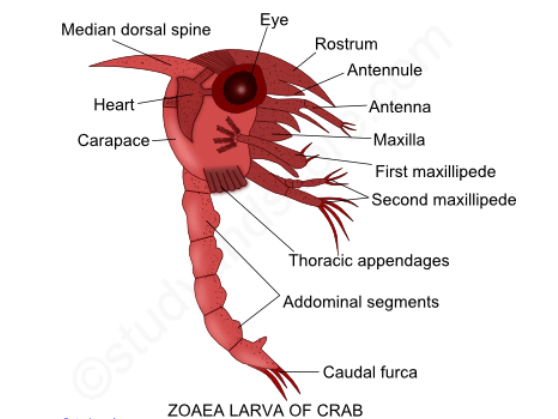 Eye
Median dorsal spine
Rostrum
Antennule
Heart
Antenna
Carapace
Maxilla
First maxillipede
Second maxillipede
Thoracic appendages
Addominal segments
Caudal furca
ZOAEA LARVA OF CRAB